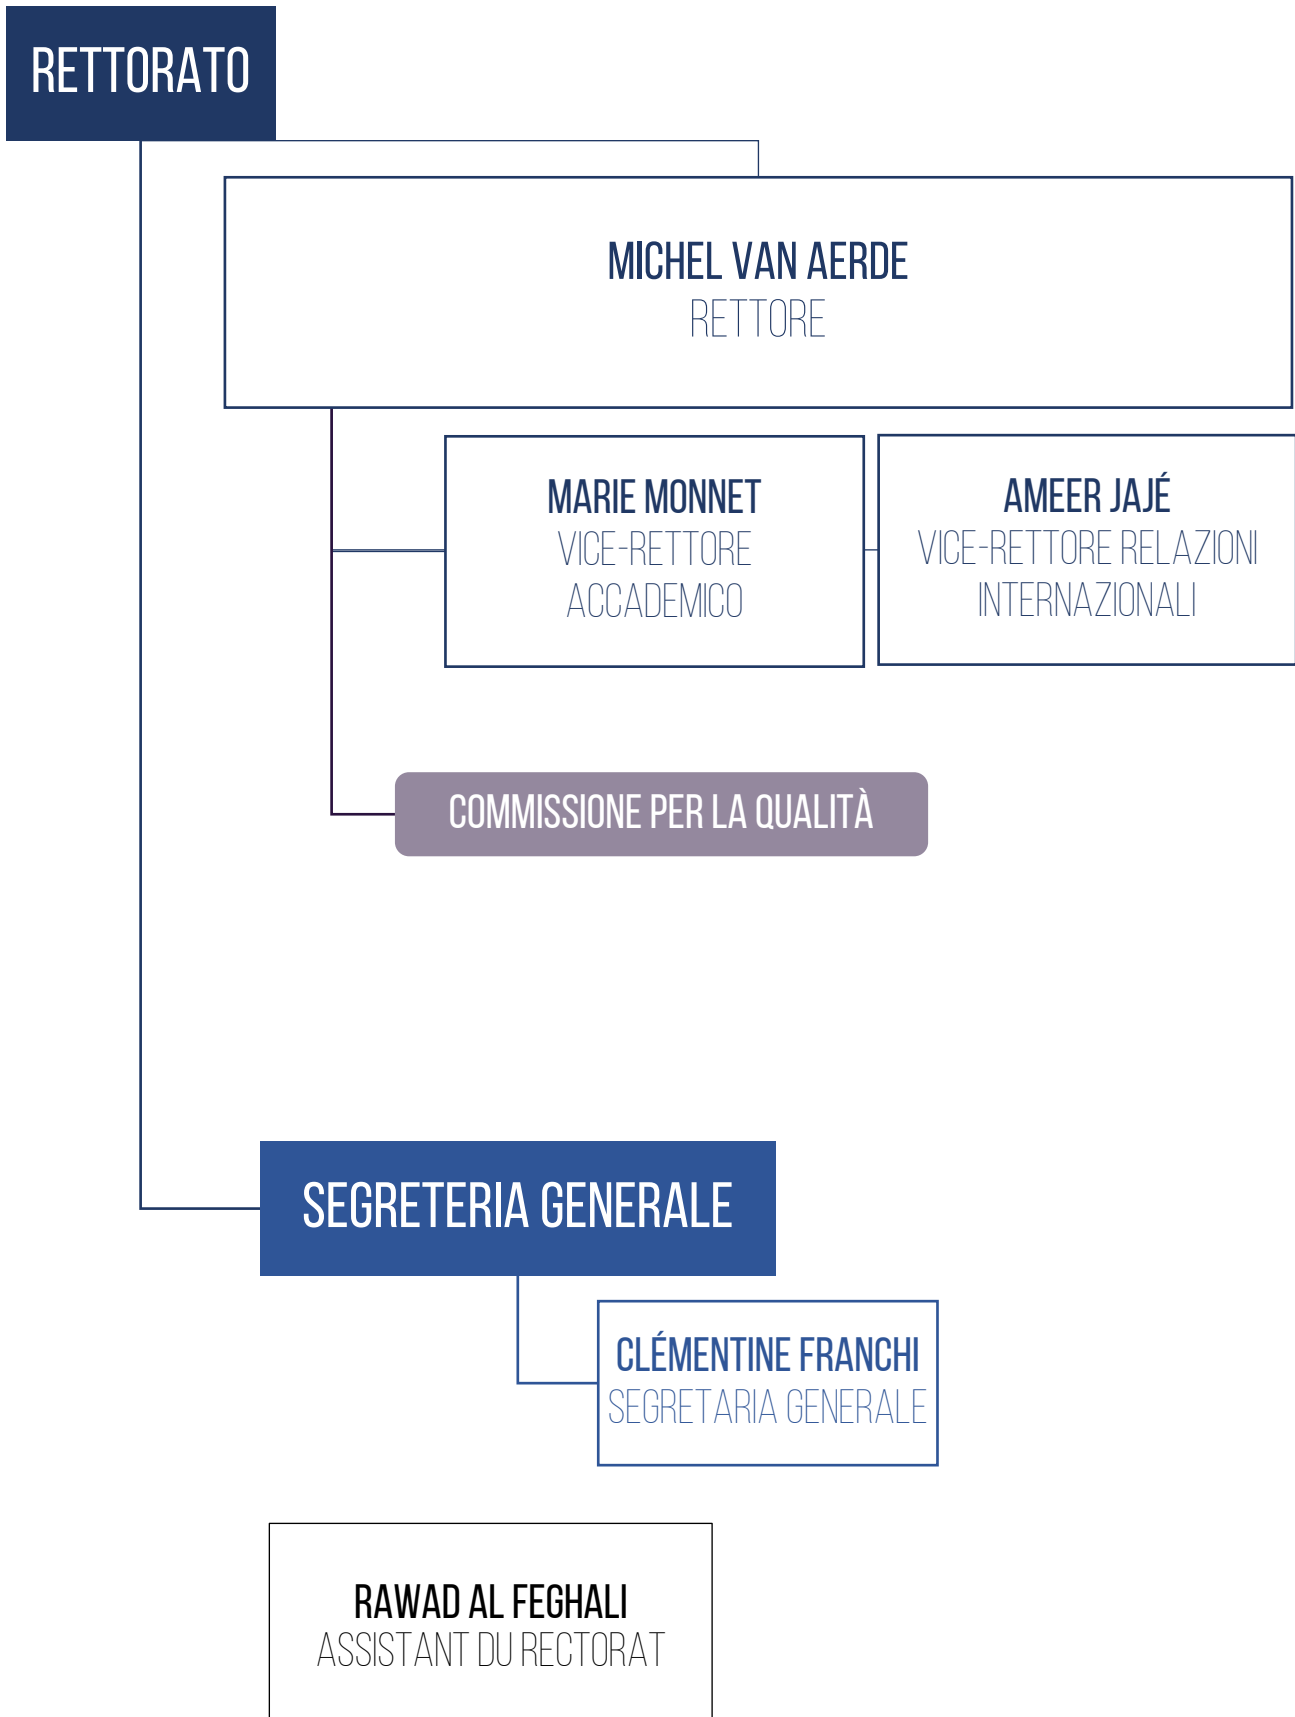 RETTORATO
MICHEL VAN AERDE
RETTORE
MARIE MONNET
VICE-RETTORE
ACCADEMICO
AMEER JAJÉ
VICE-RETTORE RELAZIONI
INTERNAZIONALI
COMMISSIONE PER LA QUALITÀ
SEGRETERIA GENERALE
CLÉMENTINE FRANCHI
SEGRETARIA GENERALE
RAWAD AL FEGHALI
ASSISTANT DU RECTORAT